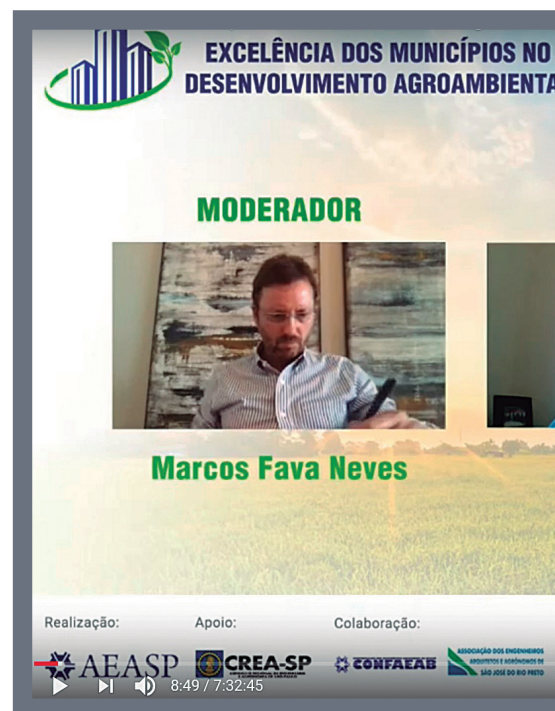 EXCELÊNCIA DOS MUNICÍPIOS NO
DESENVOLVIMENTO AGROAMBIENTA
MODERADOR
Marcos Fava Neves
Realização:
Apoio:
Colaboração:
AEASP
CREA-SP
CONFAEAB
ASSOCIAÇÃO DOS ENGENHEIROS
ARQUITETOS E AGRÔNOMOS DE
SÃO JOSÉ DO RIO PRETO
8:49 / 7:32:45